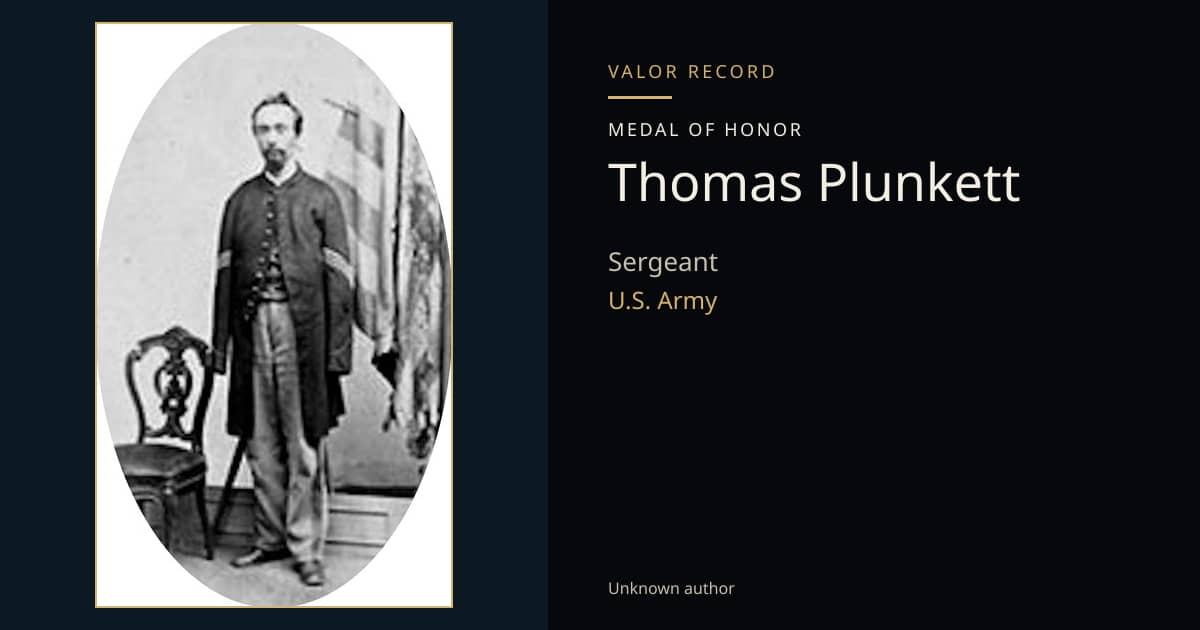 VALOR RECORD
MEDAL OF HONOR
Thomas Plunkett
Sergeant
U.S. Army
Unknown author